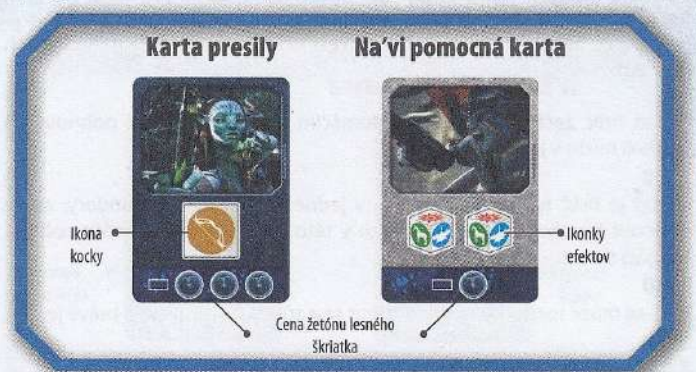 Karta presily
Na'vi pomocná karta
Ikona
kocky
Ikonky
efektov
Cena žetónu lesného
škriatka